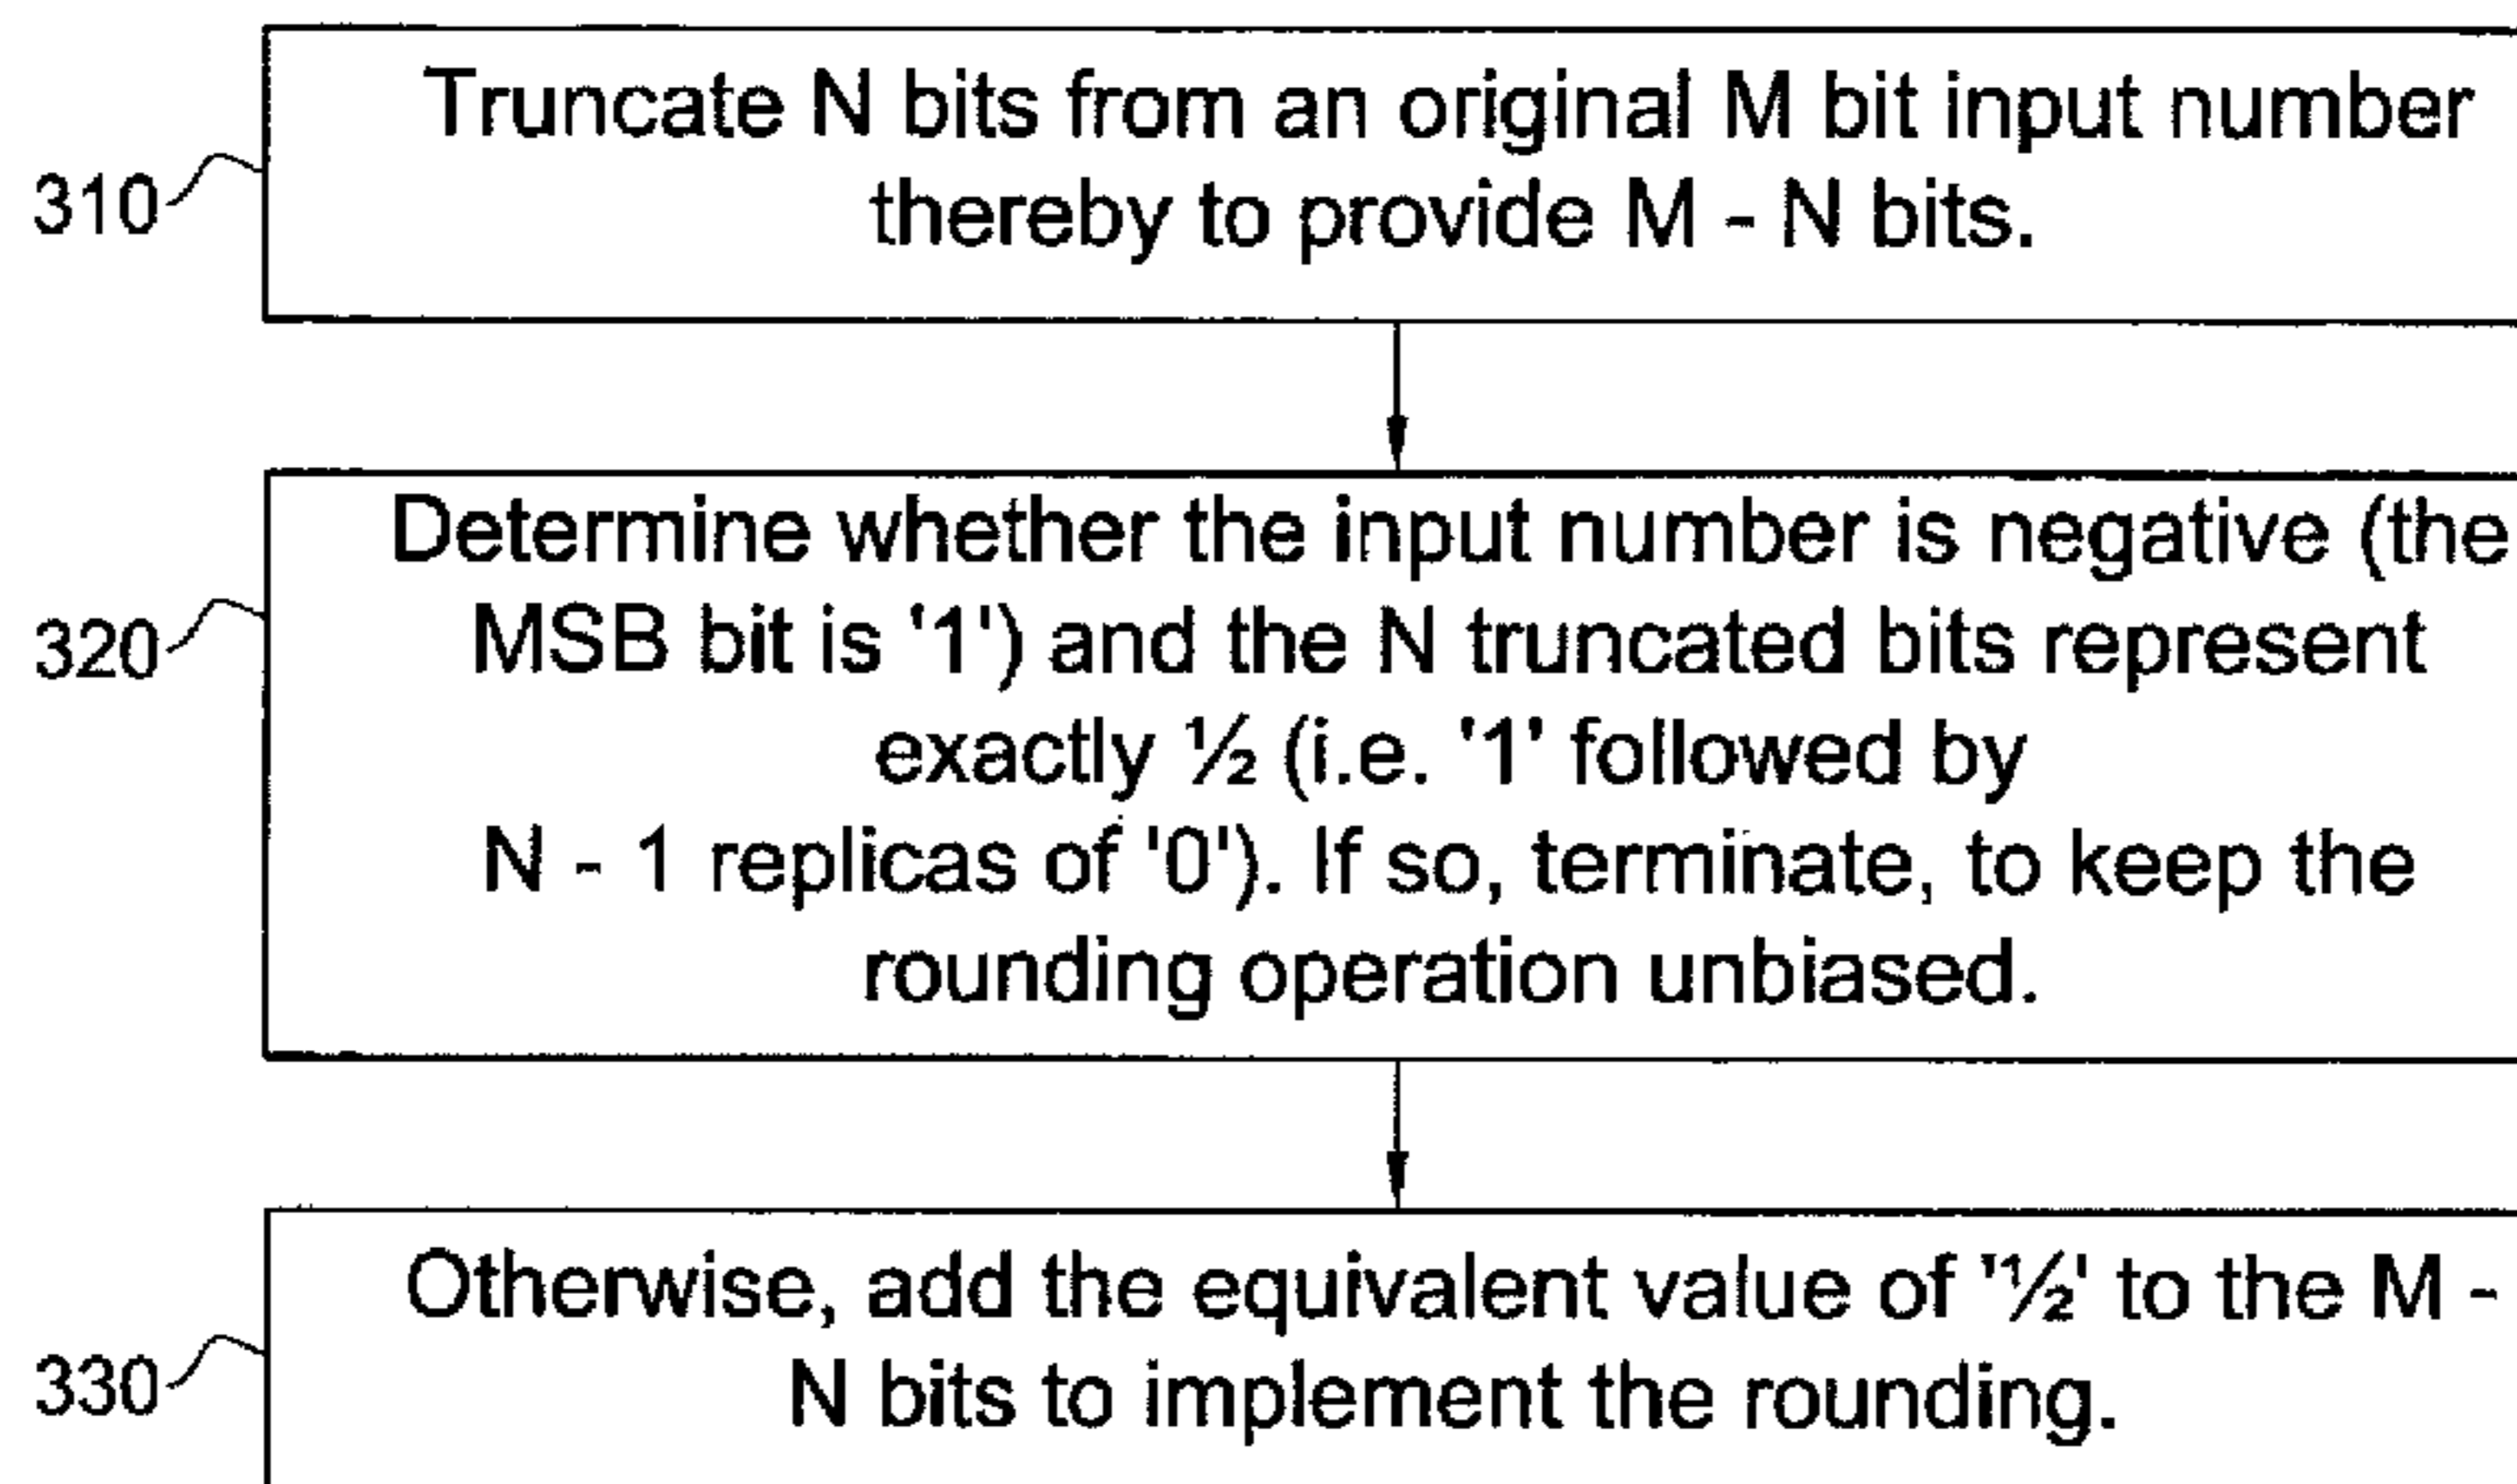 Truncate N bits from an original M bit input number
310
thereby to provide M - N bits.
Determine whether the input number is negative (the
320
MSB bit is '1') and the N truncated bits represent
exactly ½ (i.e. '1' followed by
N - 1 replicas of '0'). If so, terminate, to keep the
rounding operation unbiased.
Otherwise, add the equivalent value of '½' to the M -
330
N bits to implement the rounding.